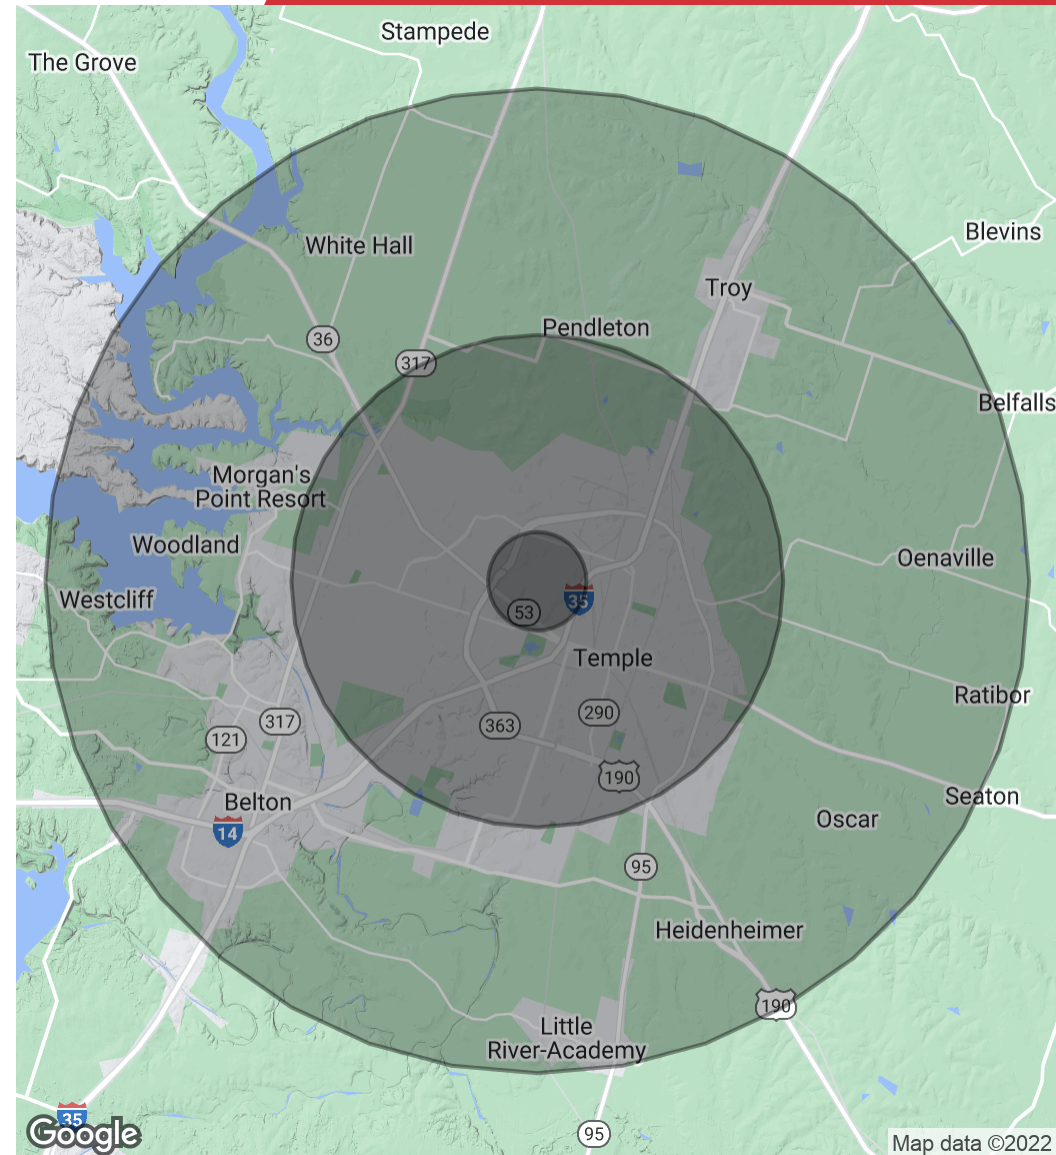 Stampede
The Grove
Blevins
White Hall
Troy
Pendleton
36
317
Belfalls
Morgan's
Point Resort
Woodland
Oenaville
Westcliff
35
53
Temple
Ratibor
290
317
363
121
190
Seaton
Belton
Oscar
14
95
Heidenheimer
190
Little
River-Academy
35
Google
95
Map data ©2022